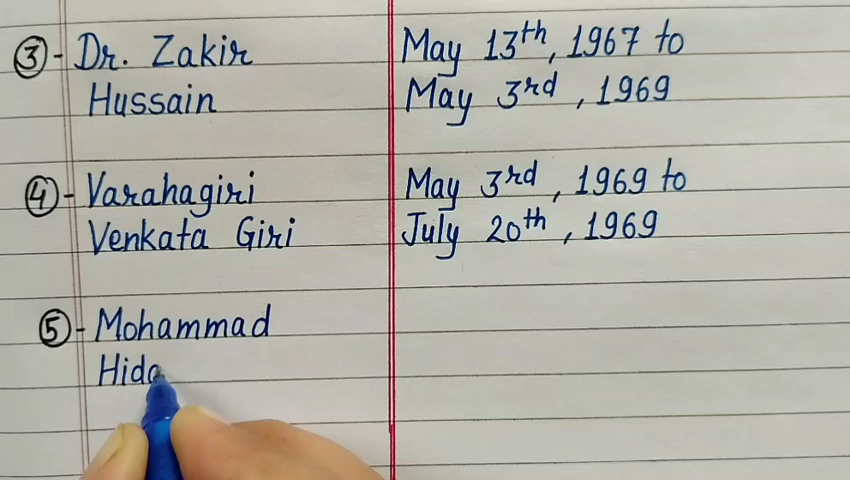 ③- Dr. Zakir May 13th, 1967 to
Hussain May 3rd, 1969
④- Varahagiri May 3rd, 1969 to
Venkata Giri July 20th, 1969
⑤- Mohammad
Hida